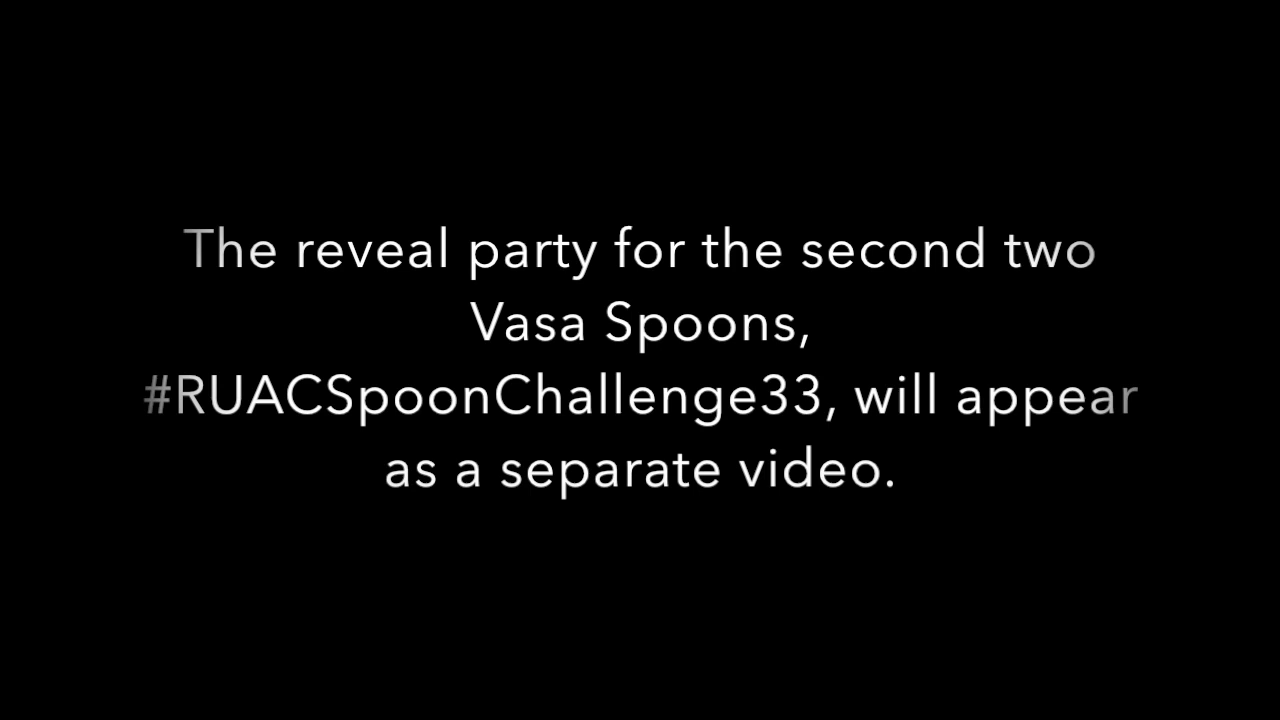 The reveal party for the second two
Vasa Spoons,
#RUACSpoonChallenge33, will appear
as a separate video.